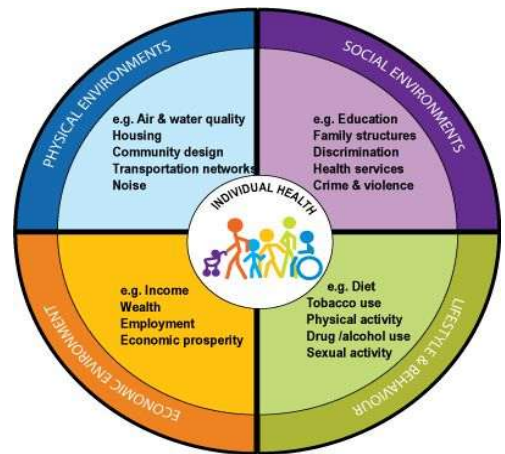 PHYSICAL ENVIRONMENTS
e.g. Air & water quality
Housing
Community design
Transportation networks
Noise
SOCIAL ENVIRONMENTS
e.g. Education
Family structures
Discrimination
Health services
Crime & violence
INDIVIDUAL HEALTH
ECONOMIC ENVIRONMENT
e.g. Income
Wealth
Employment
Economic prosperity
LIFESTYLE & BEHAVIOUR
e.g. Diet
Tobacco use
Physical activity
Drug /alcohol use
Sexual activity